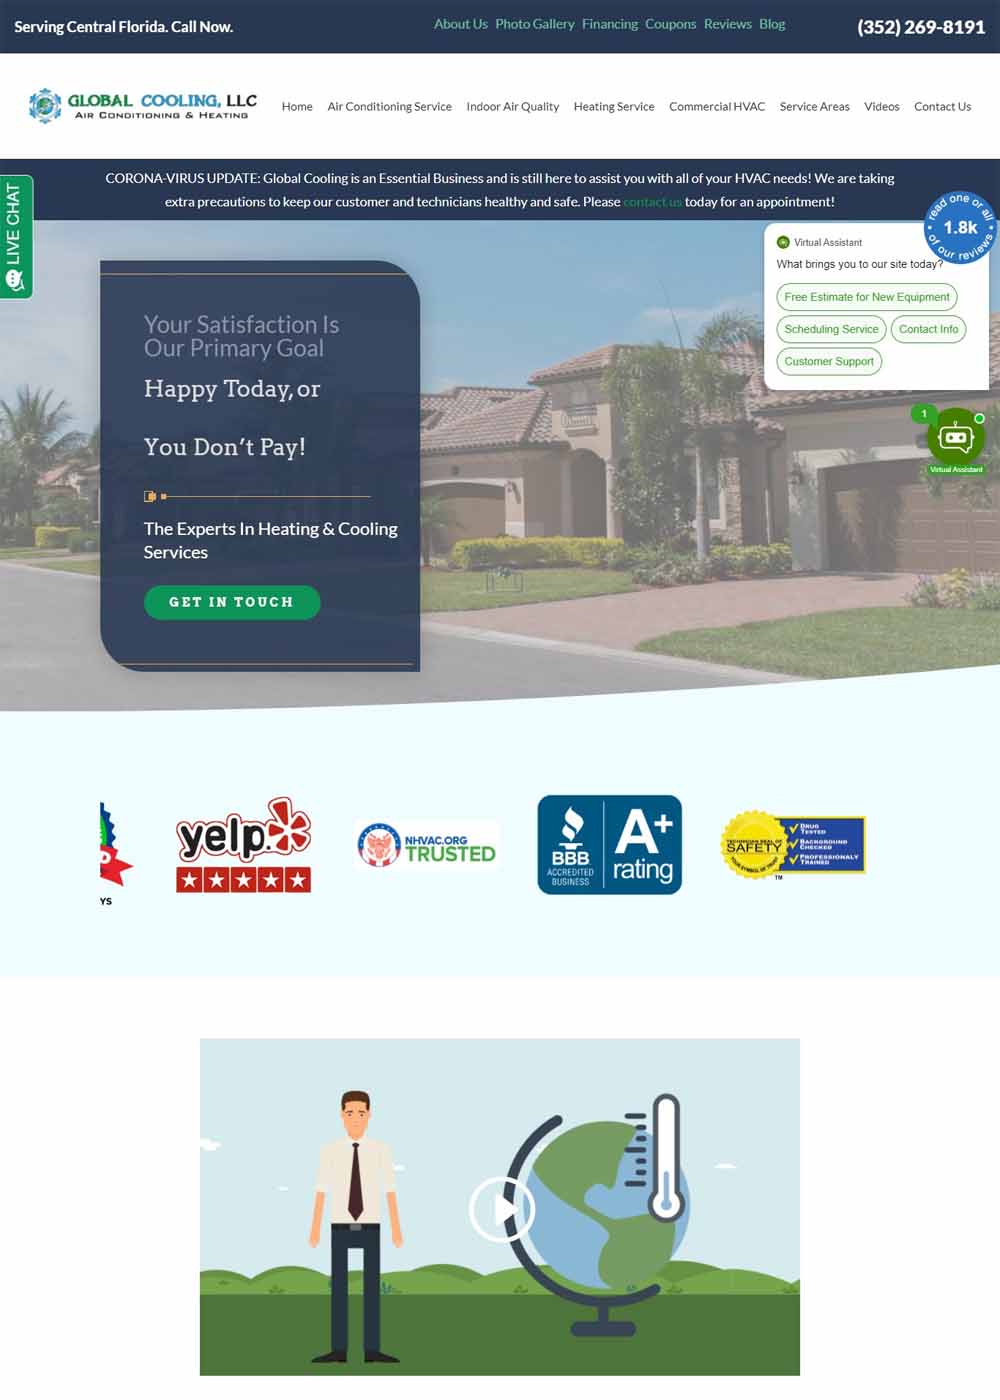 Serving Central Florida. Call Now.
About Us Photo Gallery Financing Coupons Reviews Blog
(352) 269-8191
GLOBAL COOLING, LLC
AIR CONDITIONING & HEATING
Home Air Conditioning Service Indoor Air Quality Heating Service Commercial HVAC Service Areas Videos Contact Us
CORONA-VIRUS UPDATE: Global Cooling is an Essential Business and is still here to assist you with all of your HVAC needs! We are taking
extra precautions to keep our customer and technicians healthy and safe. Please contact us today for an appointment!
LIVE CHAT
read one or all
1.8k
of our reviews
Virtual Assistant
What brings you to our site today?
Free Estimate for New Equipment
Scheduling Service Contact Info
Customer Support
1
Virtual Assistant
Your Satisfaction Is
Our Primary Goal
Happy Today, or
You Don't Pay!
The Experts In Heating & Cooling
Services
GET IN TOUCH
YS
yelp
NHVAC.ORG
TRUSTED
BBB
ACCREDITED
BUSINESS
A+
rating
TECHNICIAN SEAL OF
SAFETY
YOUR SYMBOL OF TRUST
DRUG
TESTED
BACKGROUND
CHECKED
PROFESSIONALY
TRAINED
TM